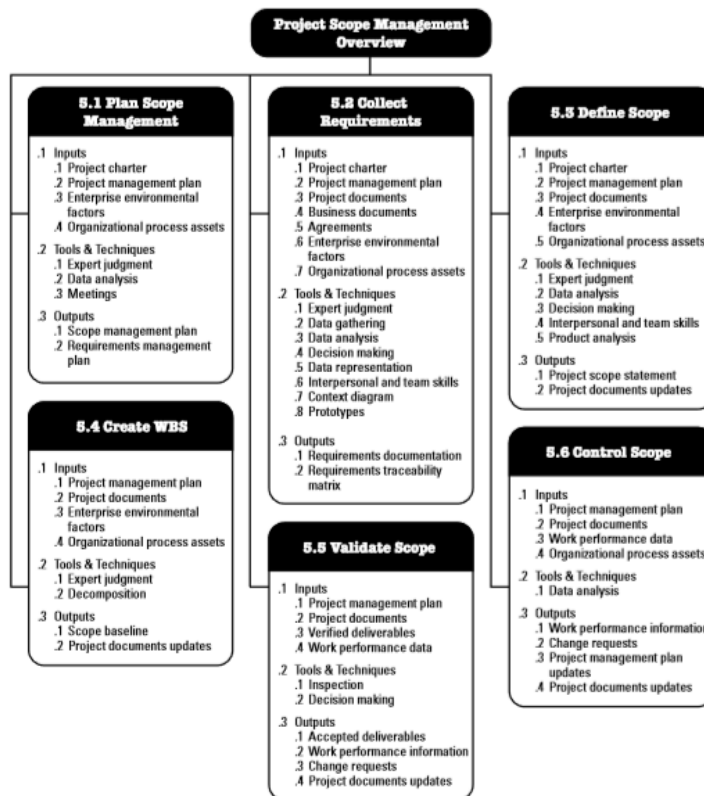 Project Scope Management
Overview
5.1 Plan Scope
Management
.1 Inputs
.1 Project charter
.2 Project management plan
.3 Enterprise environmental
factors
.4 Organizational process assets
.2 Tools & Techniques
.1 Expert judgment
.2 Data analysis
.3 Meetings
.3 Outputs
.1 Scope management plan
.2 Requirements management
plan
5.2 Collect
Requirements
.1 Inputs
.1 Project charter
.2 Project management plan
.3 Project documents
.4 Business documents
.5 Agreements
.6 Enterprise environmental
factors
.7 Organizational process assets
.2 Tools & Techniques
.1 Expert judgment
.2 Data gathering
.3 Data analysis
.4 Decision making
.5 Data representation
.6 Interpersonal and team skills
.7 Context diagram
.8 Prototypes
.3 Outputs
.1 Requirements documentation
.2 Requirements traceability
matrix
5.3 Define Scope
.1 Inputs
.1 Project charter
.2 Project management plan
.3 Project documents
.4 Enterprise environmental
factors
.5 Organizational process assets
.2 Tools & Techniques
.1 Expert judgment
.2 Data analysis
.3 Decision making
.4 Interpersonal and team skills
.5 Product analysis
.3 Outputs
.1 Project scope statement
.2 Project documents updates
5.4 Create WBS
.1 Inputs
.1 Project management plan
.2 Project documents
.3 Enterprise environmental
factors
.4 Organizational process assets
.2 Tools & Techniques
.1 Expert judgment
.2 Decomposition
.3 Outputs
.1 Scope baseline
.2 Project documents updates
5.5 Validate Scope
.1 Inputs
.1 Project management plan
.2 Project documents
.3 Verified deliverables
.4 Work performance data
.2 Tools & Techniques
.1 Inspection
.2 Decision making
.3 Outputs
.1 Accepted deliverables
.2 Work performance information
.3 Change requests
.4 Project documents updates
5.6 Control Scope
.1 Inputs
.1 Project management plan
.2 Project documents
.3 Work performance data
.4 Organizational process assets
.2 Tools & Techniques
.1 Data analysis
.3 Outputs
.1 Work performance information
.2 Change requests
.3 Project management plan
updates
.4 Project documents updates